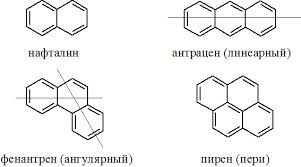 нафталин
антрацен (линеарный)
фенантрен (ангулярный)
пирен (пери)